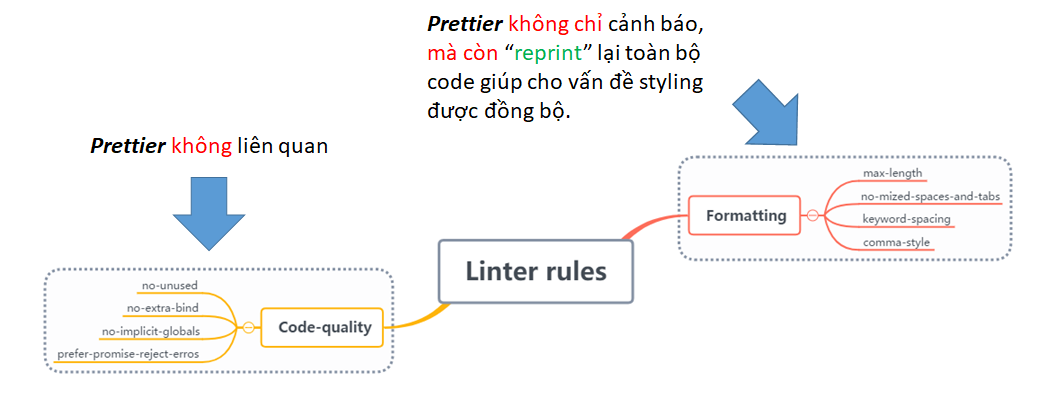 Prettier không chỉ cảnh báo,
mà còn “reprint” lại toàn bộ
code giúp cho vấn đề styling
được đồng bộ.
Prettier không liên quan
Formatting
max-length
no-mized-spaces-and-tabs
keyword-spacing
comma-style
Linter rules
Code-quality
no-unused
no-extra-bind
no-implicit-globals
prefer-promise-reject-erros